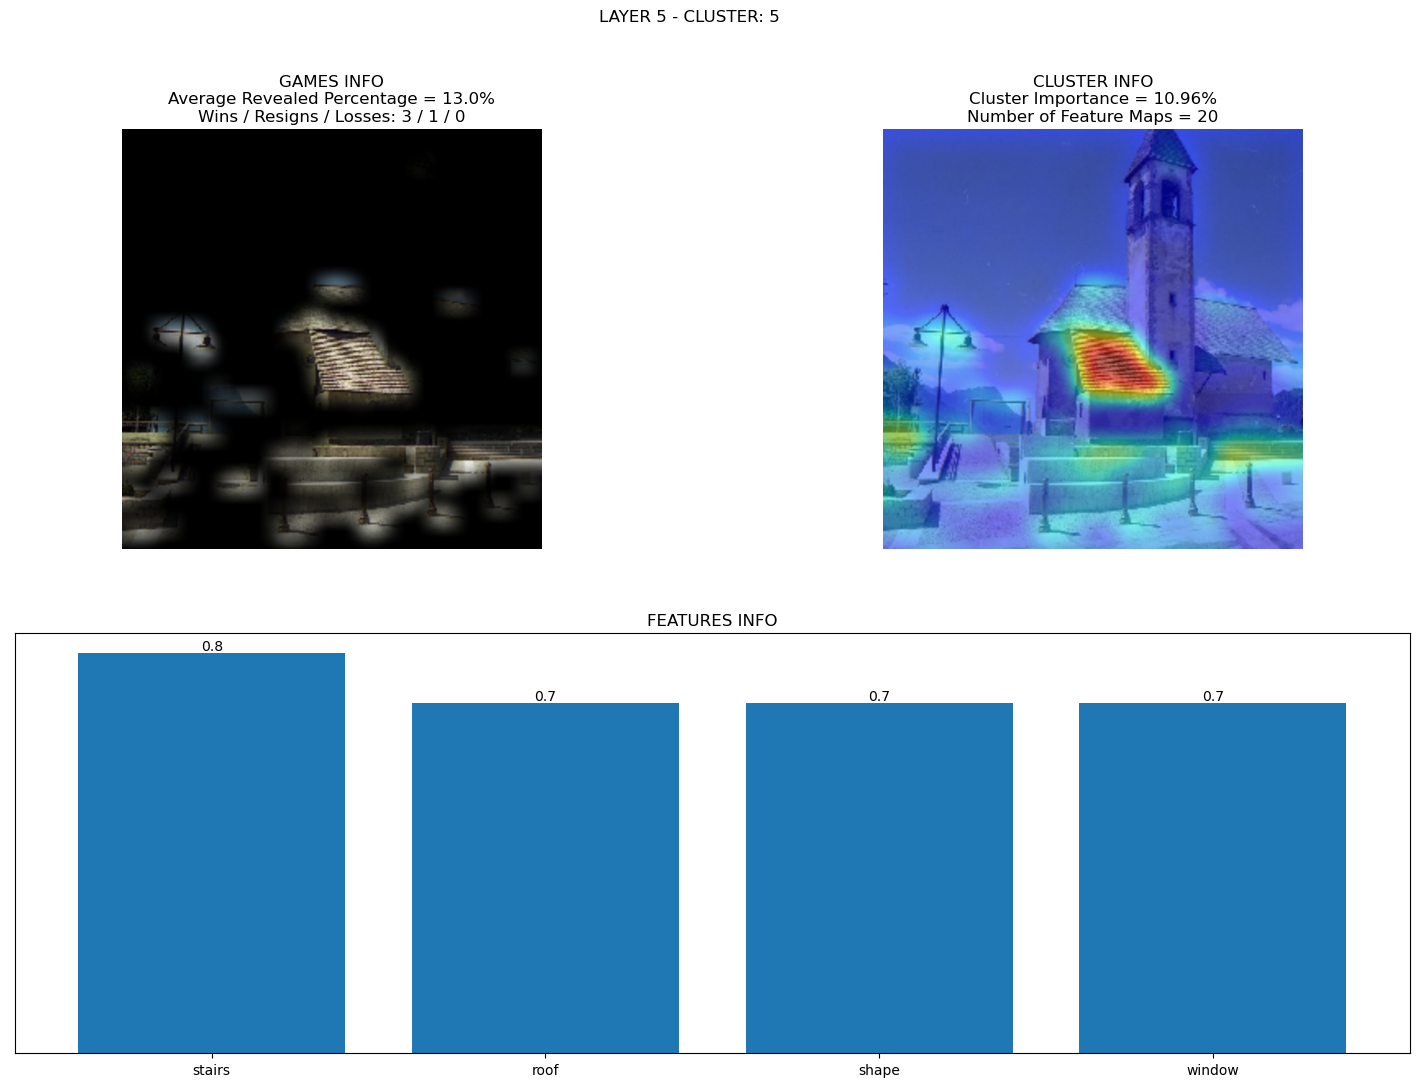 LAYER 5 - CLUSTER: 5
GAMES INFO
Average Revealed Percentage = 13.0%
Wins / Resigns / Losses: 3 / 1 / 0
CLUSTER INFO
Cluster Importance = 10.96%
Number of Feature Maps = 20
FEATURES INFO
0.8
0.7
0.7
0.7
stairs
roof
shape
window